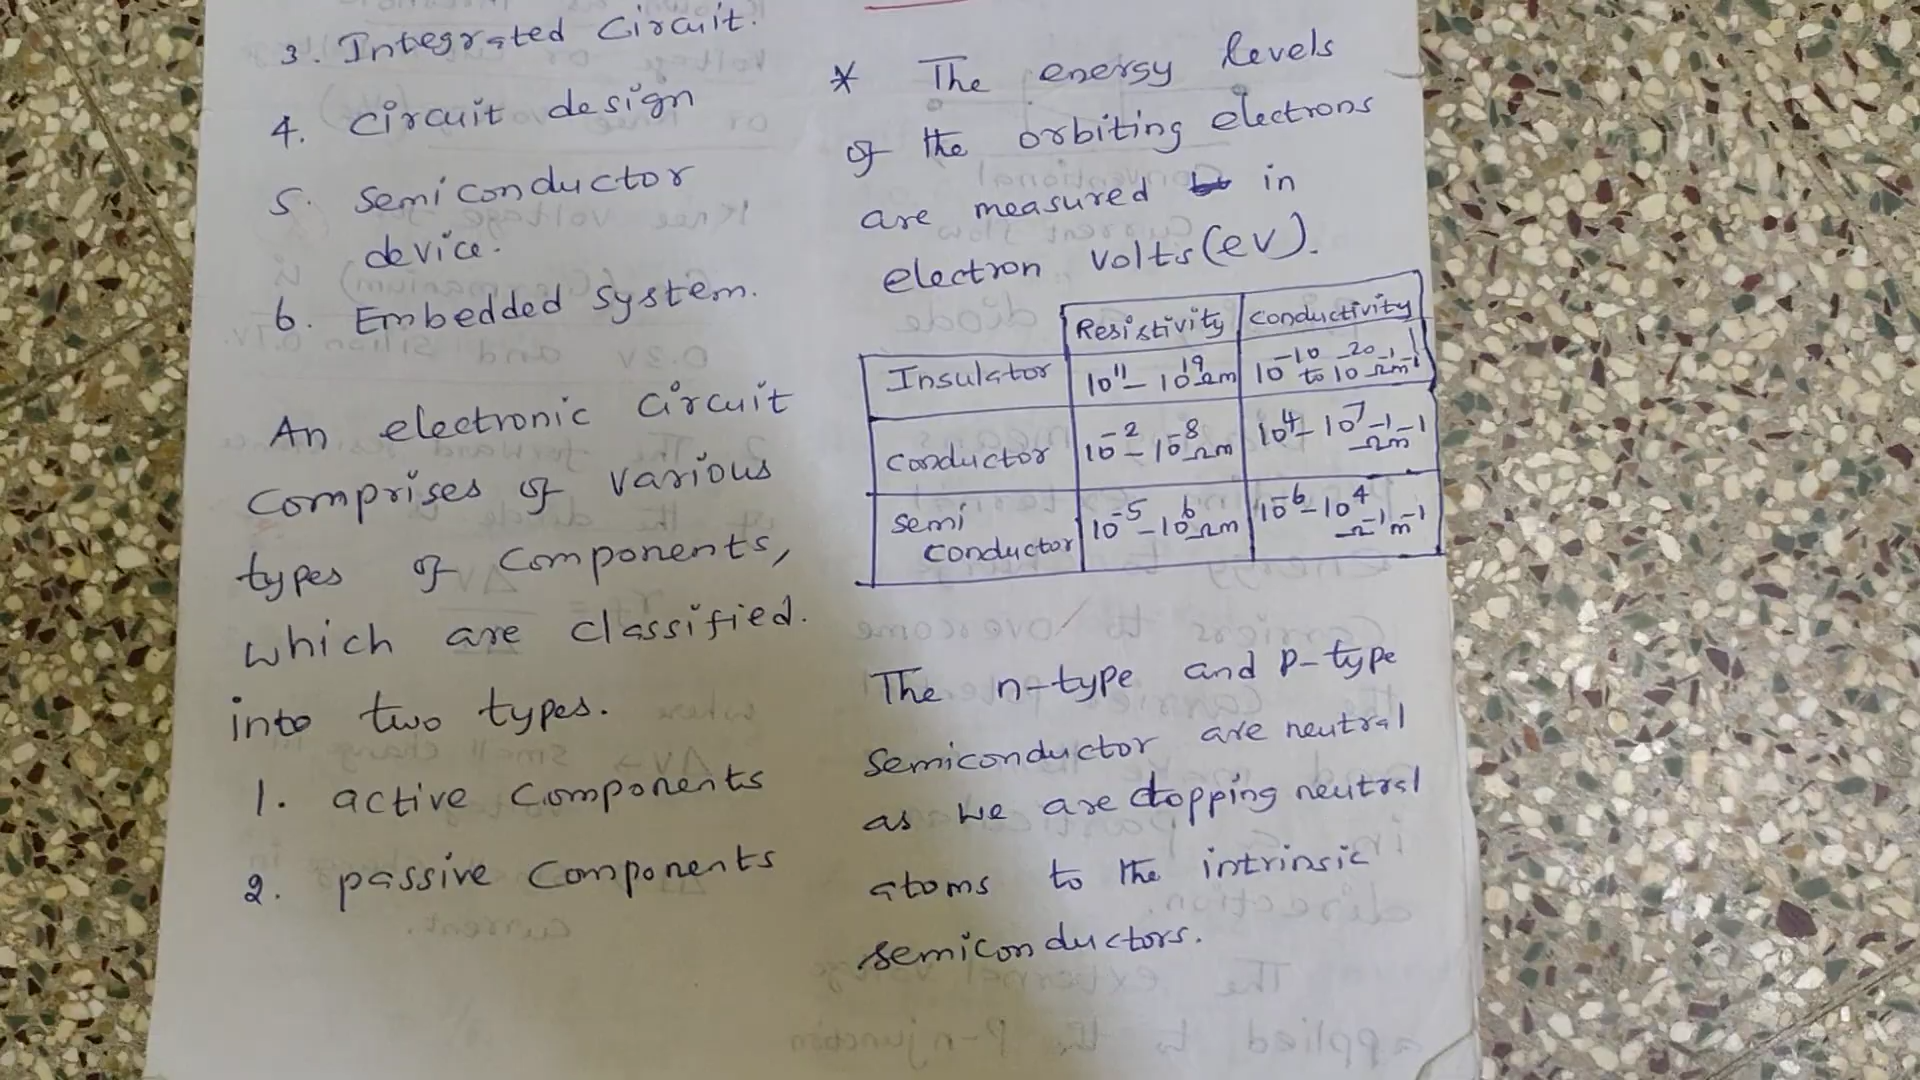 3. Integrated Circuit.
4. circuit design
5. semiconductor
device.
6. Embedded system.
An electronic circuit
comprises of various
types of components,
which are classified.
into two types.
1. active components
2. passive components
* The energy levels
of the orbiting electrons
are measured in
electron volts (ev).
Resistivity conductivity
Insulator 10¹¹ – 10¹⁹ Ωm 10⁻¹⁰ to 10⁻²⁰ Ω⁻¹m⁻¹
conductor 10⁻² – 10⁻⁸ Ωm 10⁴ – 10⁷ Ω⁻¹m⁻¹
semi conductor 10⁻⁵ – 10⁶ Ωm 10⁻⁶ – 10⁴ Ω⁻¹m⁻¹
The n-type and p-type
semiconductor are neutral
as we are dopping neutral
atoms to the intrinsic
semiconductors.